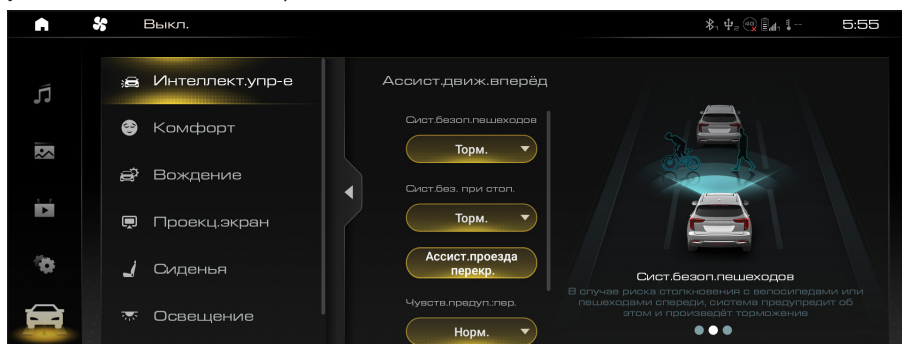 Выкл.
4G
5:55
Интеллект.упр-е
Комфорт
Вождение
Проекц.экран
Сиденья
Освещение
Ассист.движ.вперёд
Сист.безоп.пешеходов
Торм.
Сист.без. при стол.
Торм.
Ассист.проезда
перекр.
Чувств.предуп.:пер.
Норм.
Сист.безоп.пешеходов
В случае риска столкновения с велосипедами или
пешеходами спереди, система предупредит об
этом и произведёт торможение